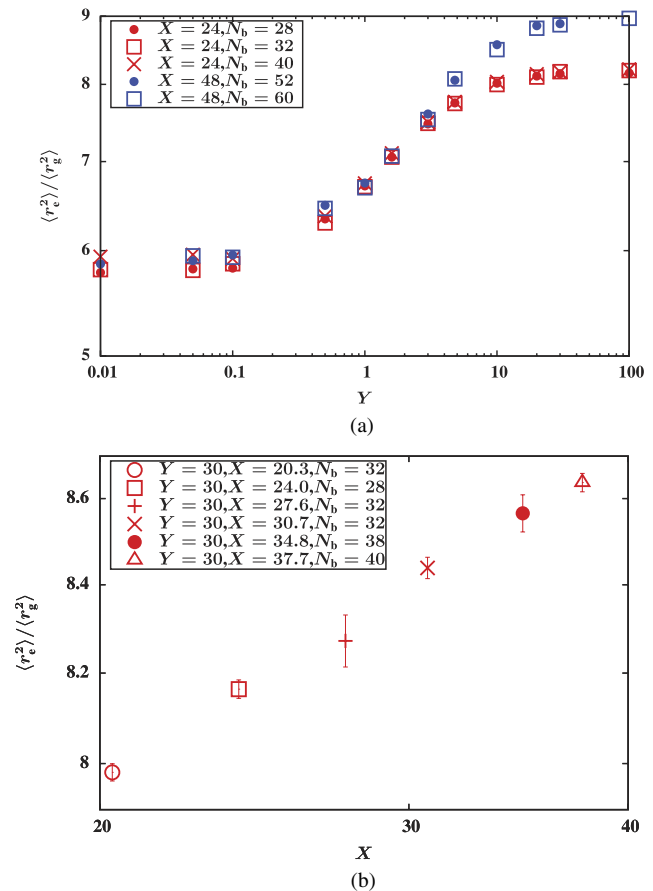 9
8
7
6
5
⟨r_e^2⟩/⟨r_g^2⟩
X = 24,N_b = 28
X = 24,N_b = 32
X = 24,N_b = 40
X = 48,N_b = 52
X = 48,N_b = 60
0.01 0.1 1 10 100
Y
(a)
8.6
8.4
8.2
8
⟨r_e^2⟩/⟨r_g^2⟩
Y = 30,X = 20.3,N_b = 32
Y = 30,X = 24.0,N_b = 28
Y = 30,X = 27.6,N_b = 32
Y = 30,X = 30.7,N_b = 32
Y = 30,X = 34.8,N_b = 38
Y = 30,X = 37.7,N_b = 40
20 30 40
X
(b)